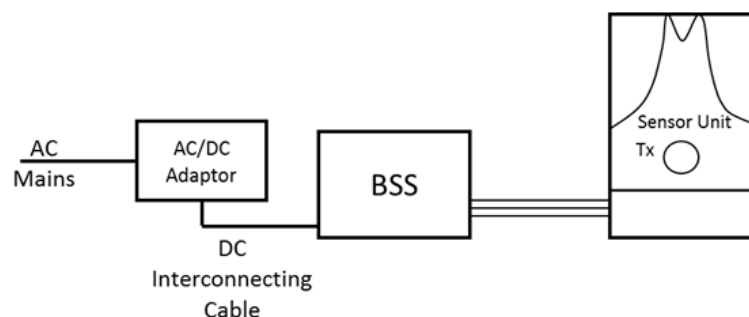 AC
Mains
AC/DC
Adaptor
DC
Interconnecting
Cable
BSS
Sensor Unit
Tx